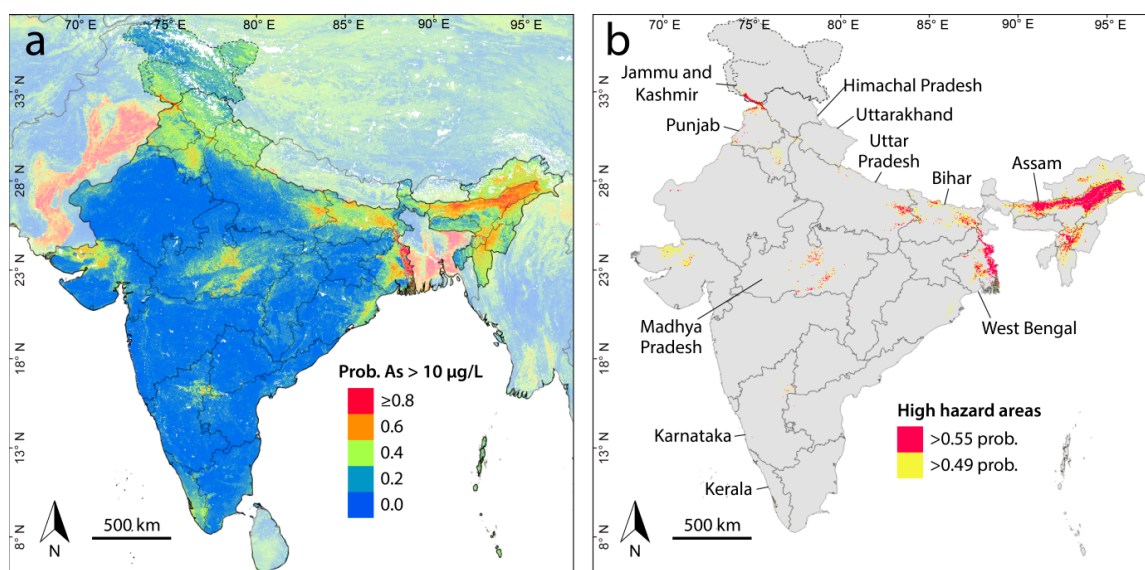 a
70° E
75° E
80° E
85° E
90° E
95° E
33° N
28° N
23° N
18° N
13° N
8° N
Prob. As > 10 µg/L
≥0.8
0.6
0.4
0.2
0.0
N
500 km
b
70° E
75° E
80° E
85° E
90° E
95° E
33° N
28° N
23° N
18° N
13° N
8° N
Jammu and
Kashmir
Himachal Pradesh
Punjab
Uttarakhand
Uttar
Pradesh
Bihar
Assam
Madhya
Pradesh
West Bengal
Karnataka
Kerala
High hazard areas
>0.55 prob.
>0.49 prob.
N
500 km